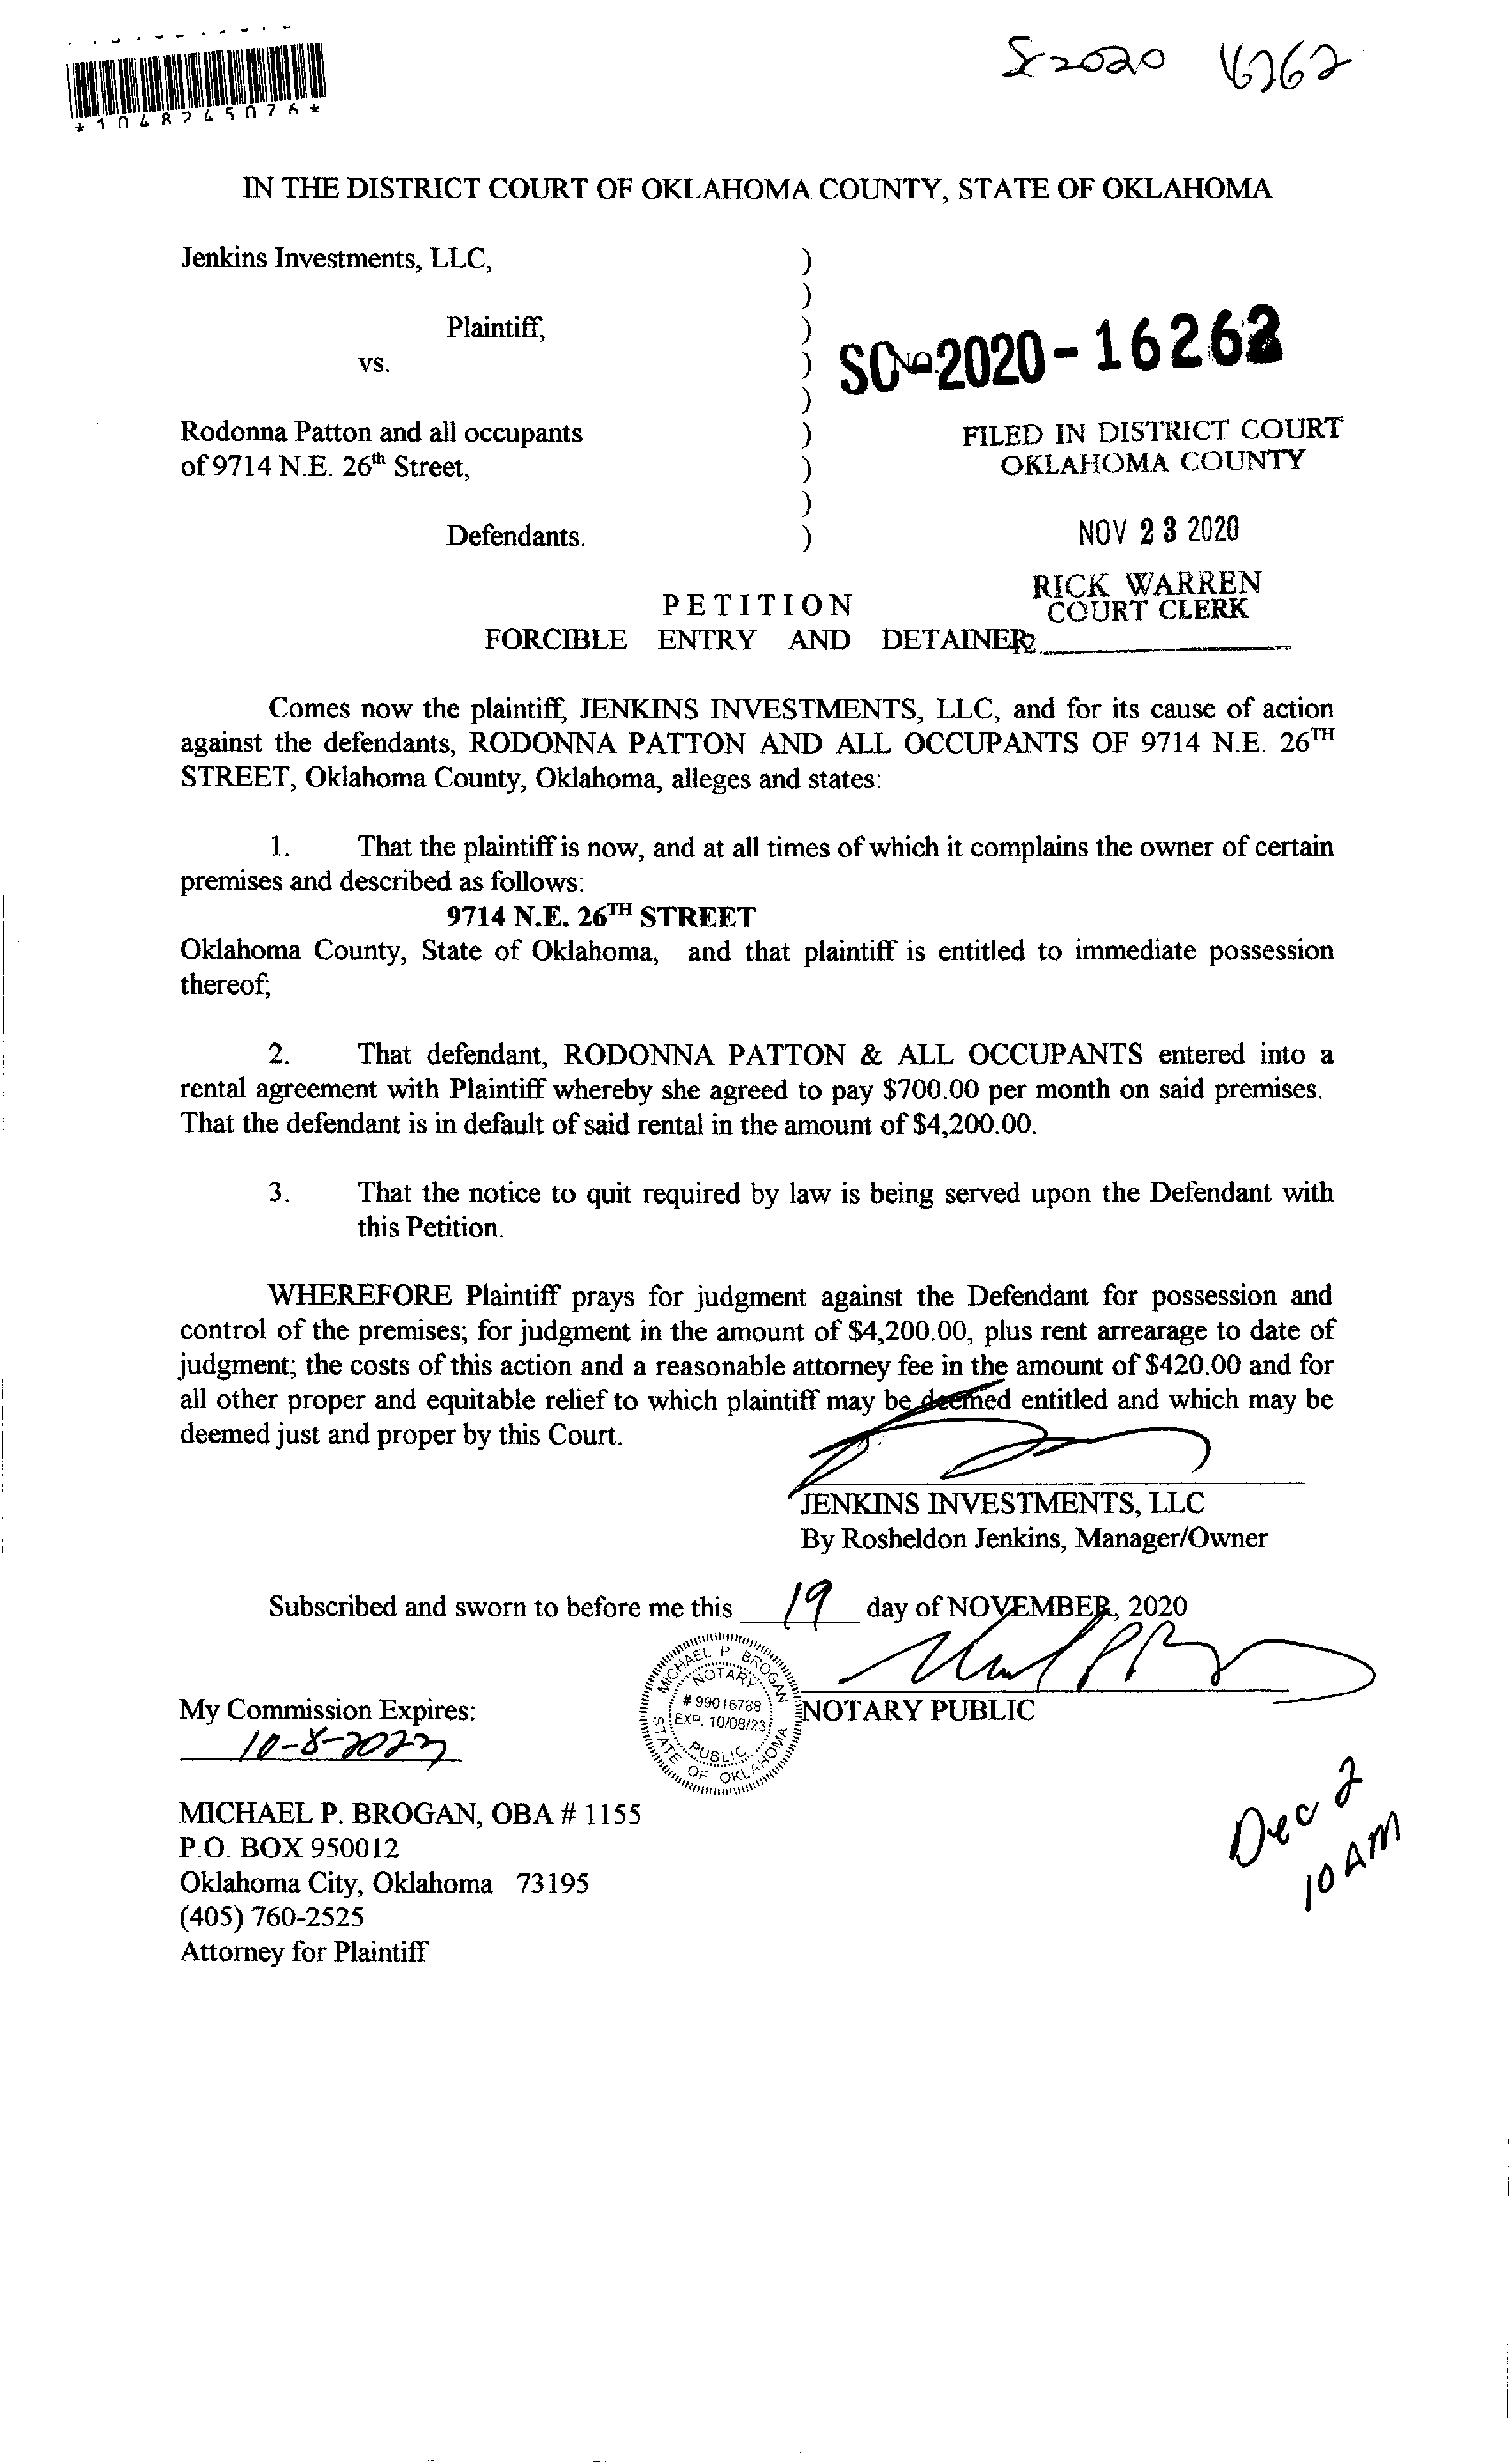 *1048245076*
S 2020 16262
IN THE DISTRICT COURT OF OKLAHOMA COUNTY, STATE OF OKLAHOMA
Jenkins Investments, LLC, )
)
Plaintiff, )
vs. )
SC-2020-16262
)
Rodonna Patton and all occupants )
of 9714 N.E. 26th Street, )
)
Defendants. )
FILED IN DISTRICT COURT
OKLAHOMA COUNTY
NOV 23 2020
RICK WARREN
COURT CLERK
PETITION
FORCIBLE ENTRY AND DETAINER
Comes now the plaintiff, JENKINS INVESTMENTS, LLC, and for its cause of action
against the defendants, RODONNA PATTON AND ALL OCCUPANTS OF 9714 N.E. 26TH
STREET, Oklahoma County, Oklahoma, alleges and states:
1. That the plaintiff is now, and at all times of which it complains the owner of certain
premises and described as follows:
9714 N.E. 26TH STREET
Oklahoma County, State of Oklahoma, and that plaintiff is entitled to immediate possession
thereof;
2. That defendant, RODONNA PATTON & ALL OCCUPANTS entered into a
rental agreement with Plaintiff whereby she agreed to pay $700.00 per month on said premises.
That the defendant is in default of said rental in the amount of $4,200.00.
3. That the notice to quit required by law is being served upon the Defendant with
this Petition.
WHEREFORE Plaintiff prays for judgment against the Defendant for possession and
control of the premises; for judgment in the amount of $4,200.00, plus rent arrearage to date of
judgment; the costs of this action and a reasonable attorney fee in the amount of $420.00 and for
all other proper and equitable relief to which plaintiff may be deemed entitled and which may be
deemed just and proper by this Court.
JENKINS INVESTMENTS, LLC
By Rosheldon Jenkins, Manager/Owner
Subscribed and sworn to before me this 19 day of NOVEMBER, 2020
MICHAEL P. BROGAN
NOTARY
# 99016788
EXP. 10/08/23
PUBLIC
STATE OF OKLAHOMA
NOTARY PUBLIC
My Commission Expires:
10-8-2023
MICHAEL P. BROGAN, OBA # 1155
P.O. BOX 950012
Oklahoma City, Oklahoma 73195
(405) 760-2525
Attorney for Plaintiff
Dec 2
10 AM